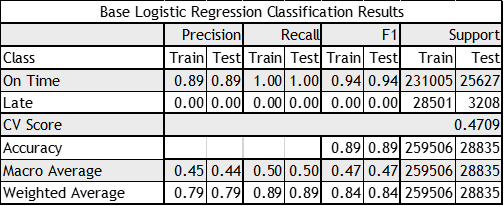 Base Logistic Regression Classification Results
Precision Recall F1 Support
Class Train Test Train Test Train Test Train Test
On Time 0.89 0.89 1.00 1.00 0.94 0.94 231005 25627
Late 0.00 0.00 0.00 0.00 0.00 0.00 28501 3208
CV Score 0.4709
Accuracy 0.89 0.89 259506 28835
Macro Average 0.45 0.44 0.50 0.50 0.47 0.47 259506 28835
Weighted Average 0.79 0.79 0.89 0.89 0.84 0.84 259506 28835